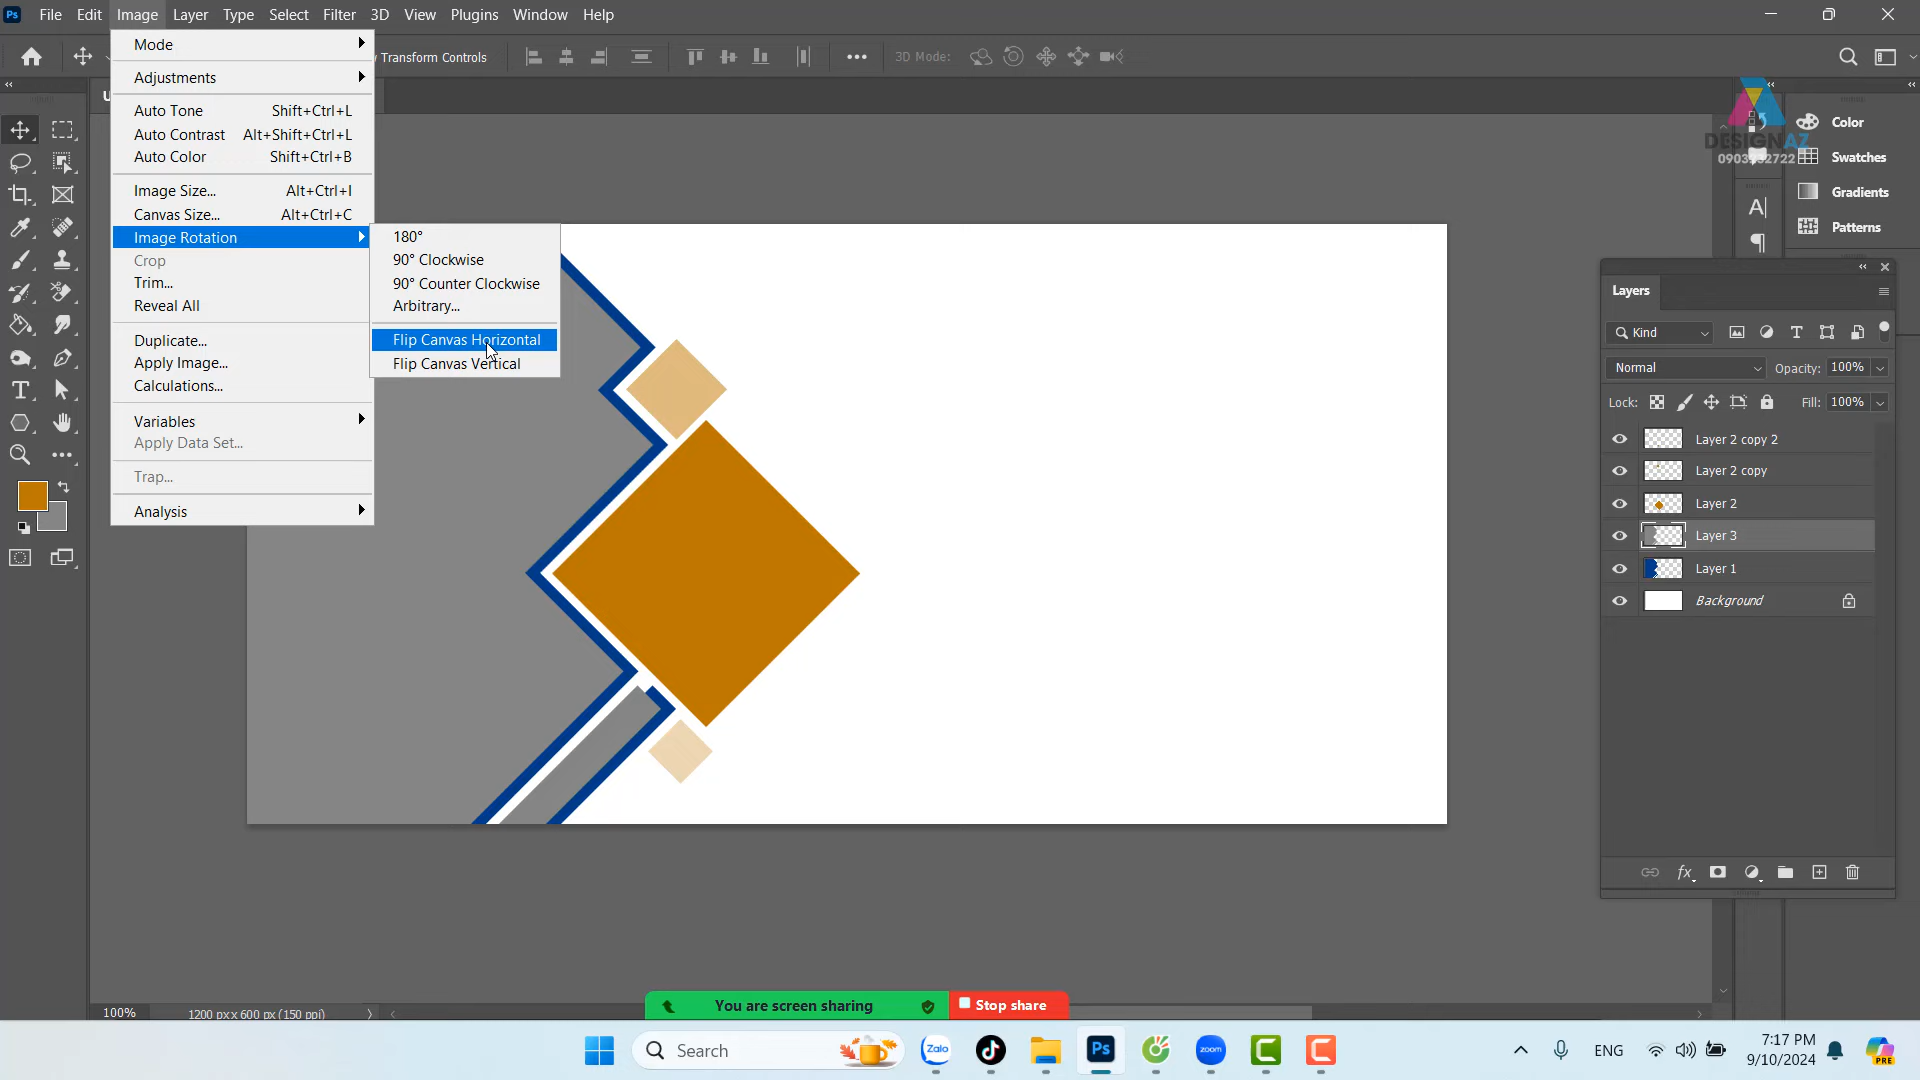 Ps File Edit Image Layer Type Select Filter 3D View Plugins Window Help
Transform Controls
3D Mode:
Mode
Adjustments
Auto Tone Shift+Ctrl+L
Auto Contrast Alt+Shift+Ctrl+L
Auto Color Shift+Ctrl+B
Image Size... Alt+Ctrl+I
Canvas Size... Alt+Ctrl+C
Image Rotation
Crop
Trim...
Reveal All
Duplicate...
Apply Image...
Calculations...
Variables
Apply Data Set...
Trap...
Analysis
180°
90° Clockwise
90° Counter Clockwise
Arbitrary...
Flip Canvas Horizontal
Flip Canvas Vertical
DESIGN AZ
Color
Swatches
Gradients
Patterns
Layers
Kind
Normal Opacity: 100%
Lock: Fill: 100%
Layer 2 copy 2
Layer 2 copy
Layer 2
Layer 3
Layer 1
Background
100% 1200 px x 600 px (150 ppi)
You are screen sharing Stop share
Search
Zalo
Ps
zoom
ENG
7:17 PM
9/10/2024
PRE